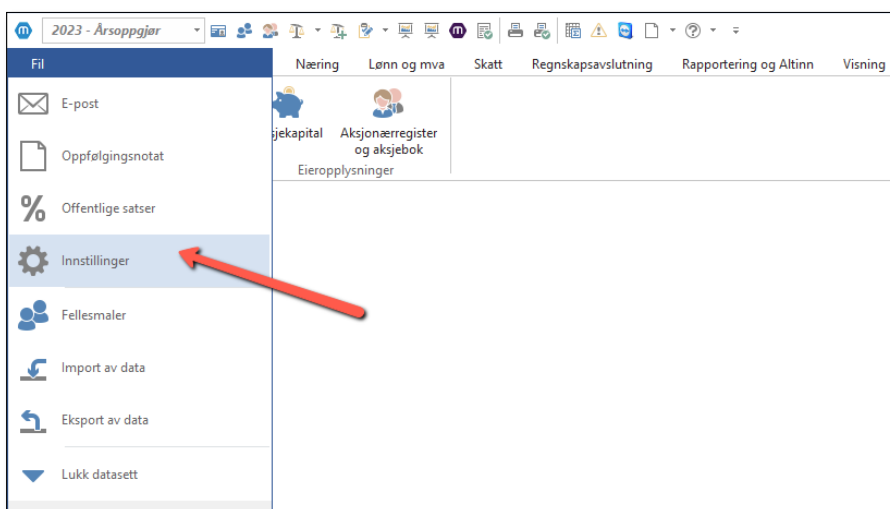 2023 - Årsoppgjør
Fil
Næring Lønn og mva Skatt Regnskapsavslutning Rapportering og Altinn Visning
E-post
Oppfølgingsnotat
Offentlige satser
Innstillinger
Fellesmaler
Import av data
Eksport av data
Lukk datasett
sjekapital Aksjonærregister
og aksjebok
Eieropplysninger